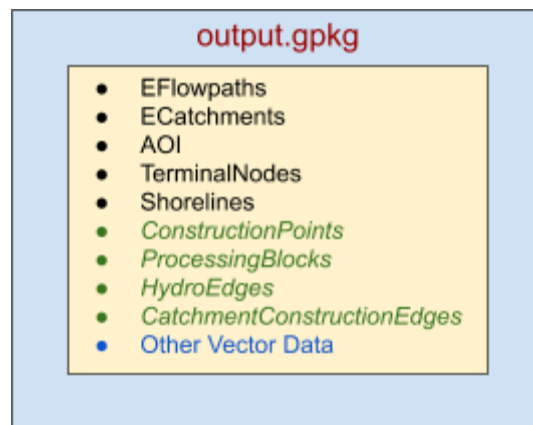 output.gpkg
● EFlowpaths
● ECatchments
● AOI
● TerminalNodes
● Shorelines
● ConstructionPoints
● ProcessingBlocks
● HydroEdges
● CatchmentConstructionEdges
● Other Vector Data